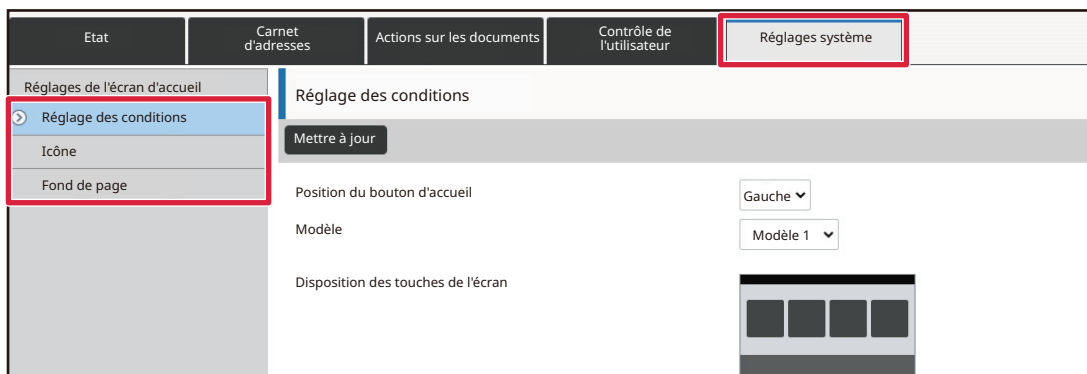 Etat
Carnet
d'adresses
Actions sur les documents
Contrôle de
l'utilisateur
Réglages système
Réglages de l'écran d'accueil
Réglage des conditions
Icône
Fond de page
Réglage des conditions
Mettre à jour
Position du bouton d'accueil
Gauche
Modèle
Modèle 1
Disposition des touches de l'écran